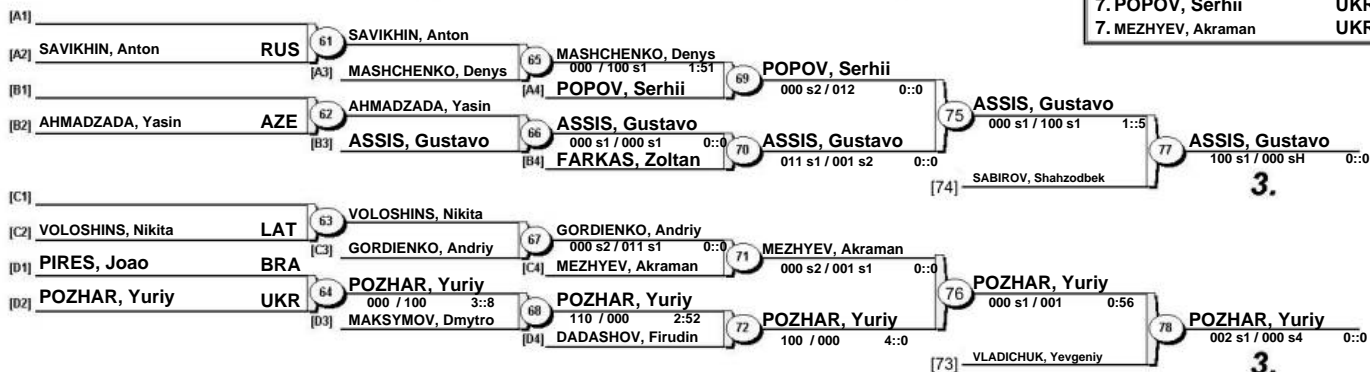 7. POPOV, Serhii UKR
7. MEZHYEV, Akraman UKR
[A1]
[A2] SAVIKHIN, Anton RUS
61
SAVIKHIN, Anton
[A3] MASHCHENKO, Denys
65
MASHCHENKO, Denys
000 / 100 s1 1:51
[A4] POPOV, Serhii
69
POPOV, Serhii
000 s2 / 012 0::0
[B1]
[B2] AHMADZADA, Yasin AZE
62
AHMADZADA, Yasin
[B3] ASSIS, Gustavo
66
ASSIS, Gustavo
000 s1 / 000 s1 0::0
[B4] FARKAS, Zoltan
70
ASSIS, Gustavo
011 s1 / 001 s2 0::0
75
ASSIS, Gustavo
000 s1 / 100 s1 1::5
[74] SABIROV, Shahzodbek
77
ASSIS, Gustavo
100 s1 / 000 sH 0::0
3.
[C1]
[C2] VOLOSHINS, Nikita LAT
63
VOLOSHINS, Nikita
[C3] GORDIENKO, Andriy
67
GORDIENKO, Andriy
000 s2 / 011 s1 0::0
[C4] MEZHYEV, Akraman
71
MEZHYEV, Akraman
000 s2 / 001 s1 0::0
[D1] PIRES, Joao BRA
[D2] POZHAR, Yuriy UKR
64
POZHAR, Yuriy
000 / 100 3::8
[D3] MAKSYMOV, Dmytro
68
POZHAR, Yuriy
110 / 000 2:52
[D4] DADASHOV, Firudin
72
POZHAR, Yuriy
100 / 000 4::0
76
POZHAR, Yuriy
000 s1 / 001 0:56
[73] VLADICHUK, Yevgeniy
78
POZHAR, Yuriy
002 s1 / 000 s4 0::0
3.